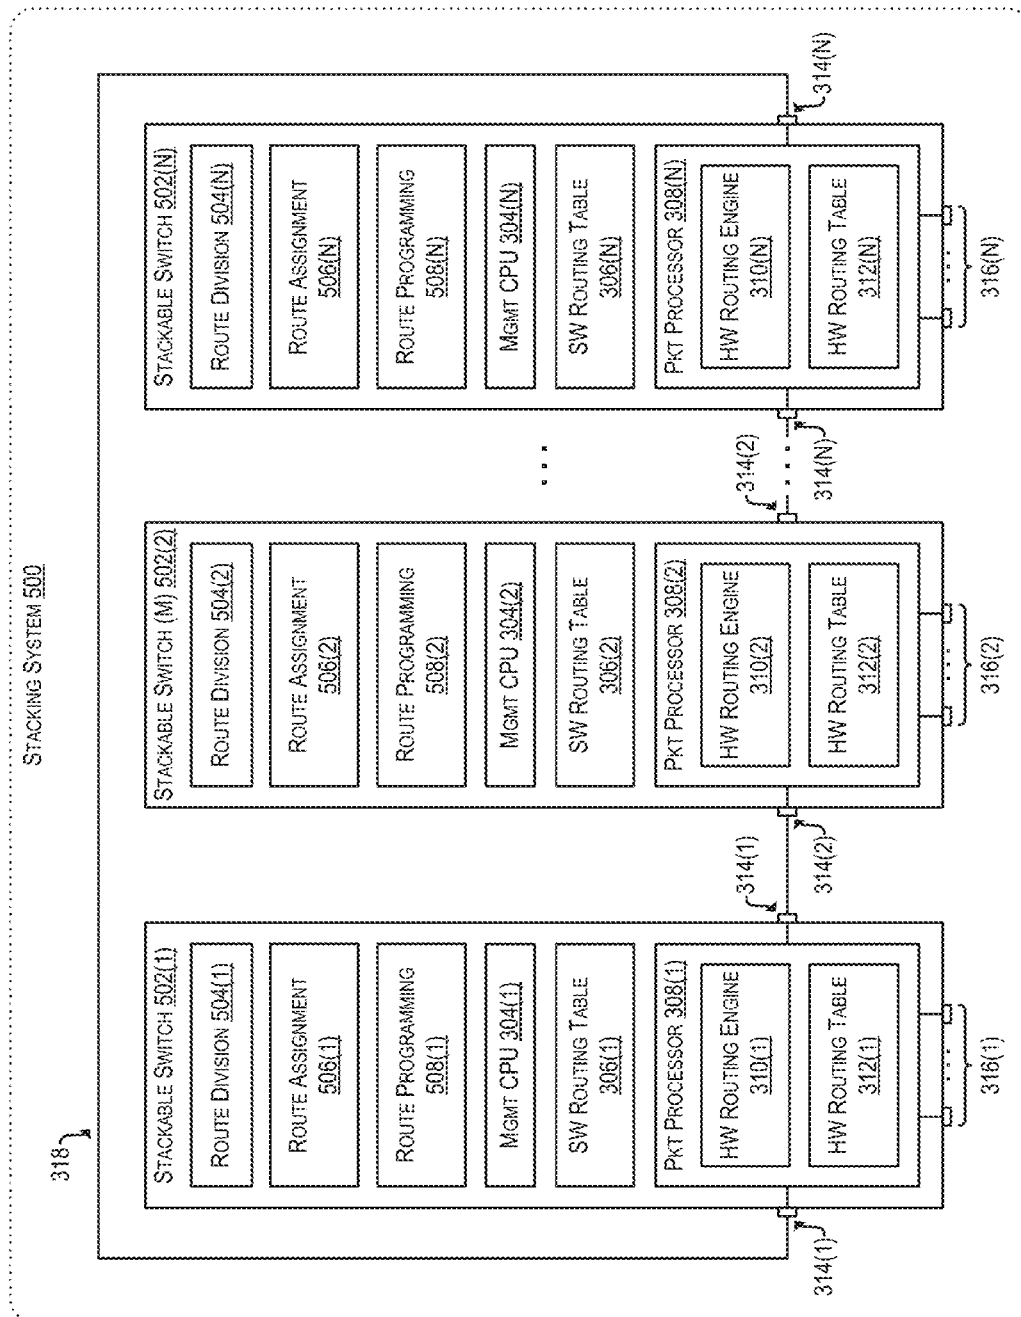 STACKING SYSTEM 500
318
STACKABLE SWITCH 502(1)
ROUTE DIVISION 504(1)
ROUTE ASSIGNMENT
506(1)
ROUTE PROGRAMMING
508(1)
MGMT CPU 304(1)
SW ROUTING TABLE
306(1)
PKT PROCESSOR 308(1)
HW ROUTING ENGINE
310(1)
HW ROUTING TABLE
312(1)
314(1)
314(1)
316(1)
STACKABLE SWITCH (M) 502(2)
ROUTE DIVISION 504(2)
ROUTE ASSIGNMENT
506(2)
ROUTE PROGRAMMING
508(2)
MGMT CPU 304(2)
SW ROUTING TABLE
306(2)
PKT PROCESSOR 308(2)
HW ROUTING ENGINE
310(2)
HW ROUTING TABLE
312(2)
314(2)
314(2)
316(2)
STACKABLE SWITCH 502(N)
ROUTE DIVISION 504(N)
ROUTE ASSIGNMENT
506(N)
ROUTE PROGRAMMING
508(N)
MGMT CPU 304(N)
SW ROUTING TABLE
306(N)
PKT PROCESSOR 308(N)
HW ROUTING ENGINE
310(N)
HW ROUTING TABLE
312(N)
314(N)
314(N)
316(N)